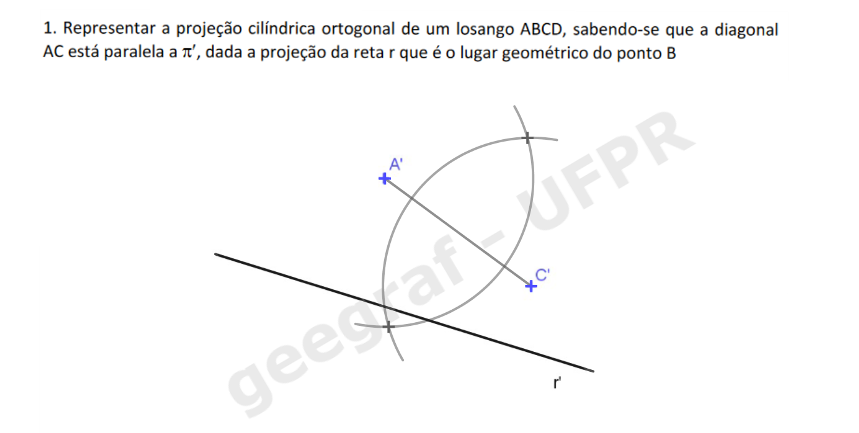 1. Representar a projeção cilíndrica ortogonal de um losango ABCD, sabendo-se que a diagonal
AC está paralela a π′, dada a projeção da reta r que é o lugar geométrico do ponto B
A'
C'
r'
geegraf - UFPR